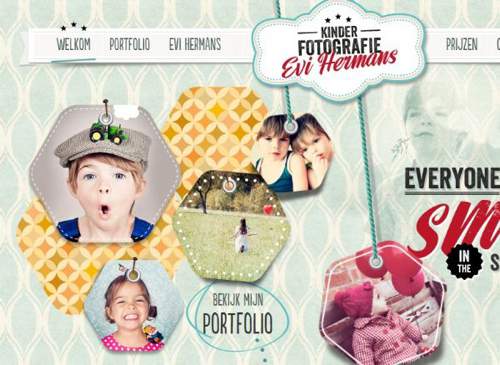 WELKOM PORTFOLIO EVI HERMANS
KINDER
FOTOGRAFIE
Evi Hermans
PRIJZEN
EVERYONE
IN
THE
BEKIJK MIJN
PORTFOLIO